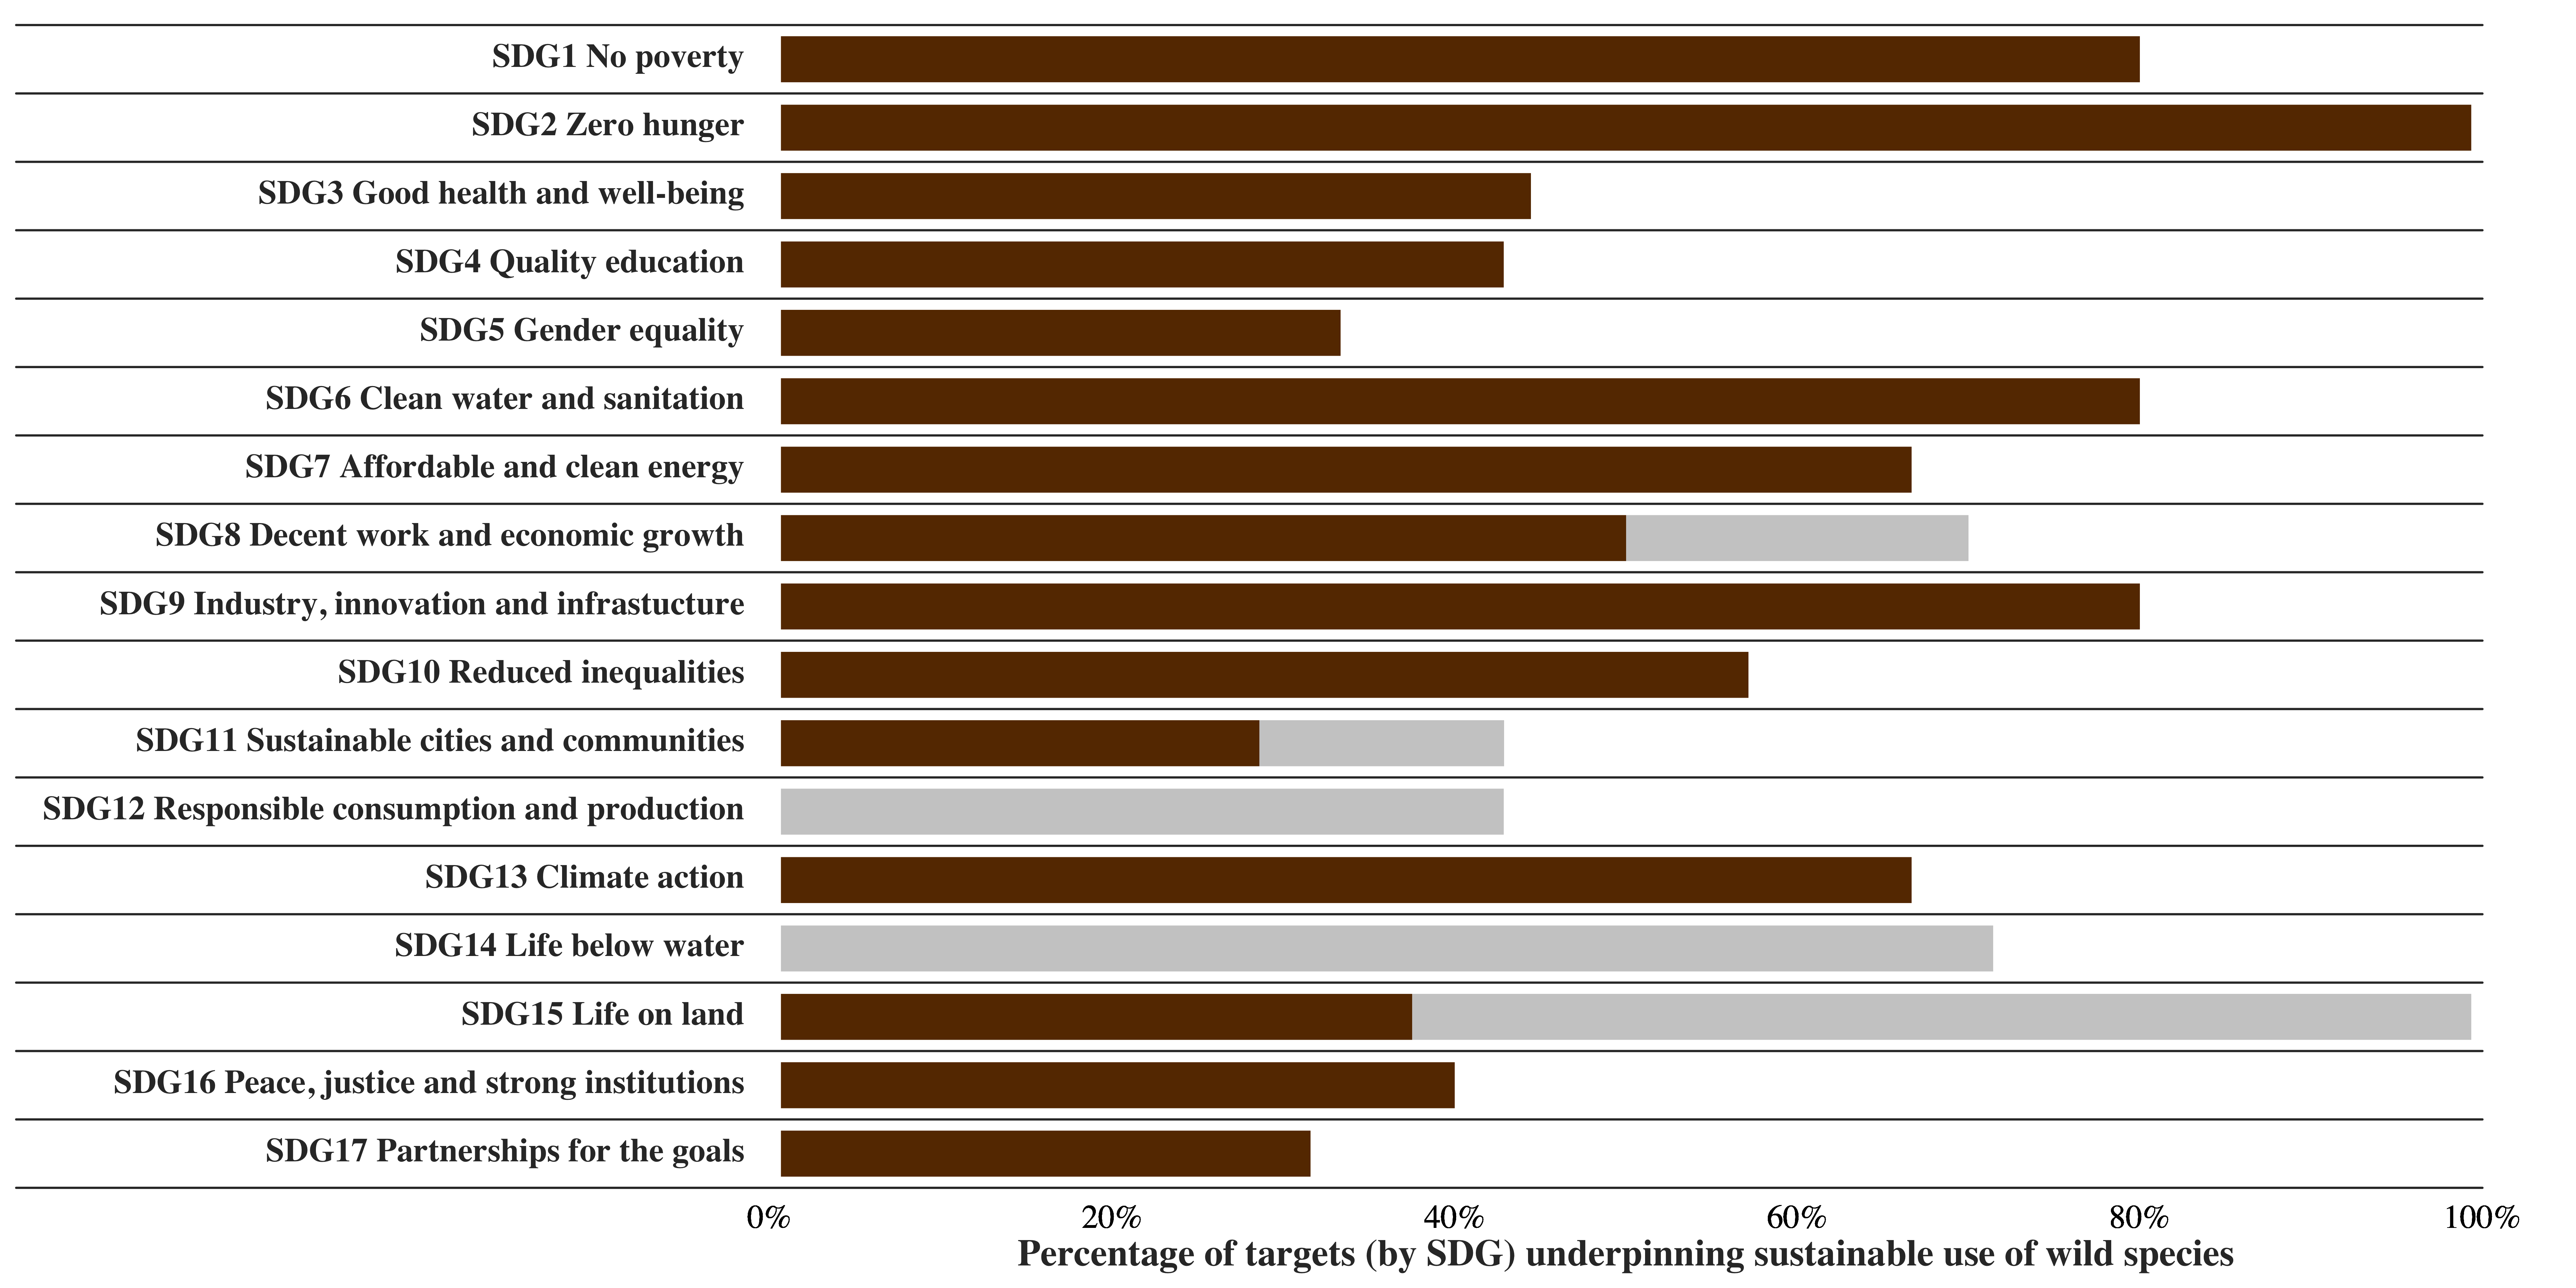 SDG1 No poverty
SDG2 Zero hunger
SDG3 Good health and well-being
SDG4 Quality education
SDG5 Gender equality
SDG6 Clean water and sanitation
SDG7 Affordable and clean energy
SDG8 Decent work and economic growth
SDG9 Industry, innovation and infrastucture
SDG10 Reduced inequalities
SDG11 Sustainable cities and communities
SDG12 Responsible consumption and production
SDG13 Climate action
SDG14 Life below water
SDG15 Life on land
SDG16 Peace, justice and strong institutions
SDG17 Partnerships for the goals
0% 20% 40% 60% 80% 100%
Percentage of targets (by SDG) underpinning sustainable use of wild species